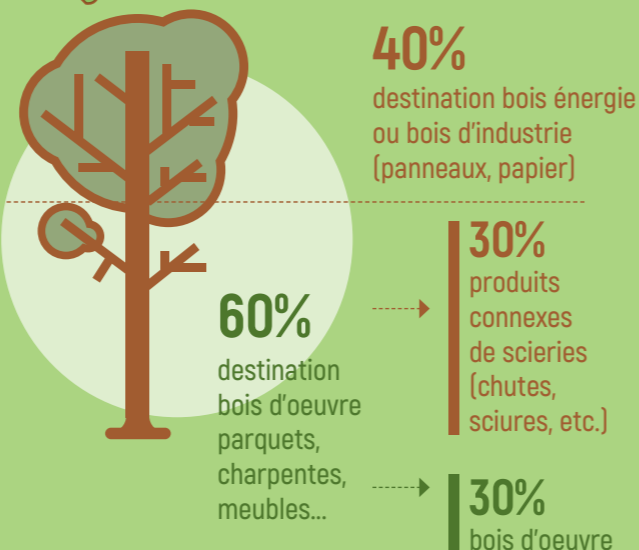 40%
destination bois énergie
ou bois d'industrie
(panneaux, papier)
60%
destination
bois d'oeuvre
parquets,
charpentes,
meubles...
30%
produits
connexes
de scieries
(chutes,
sciures, etc.)
30%
bois d'oeuvre